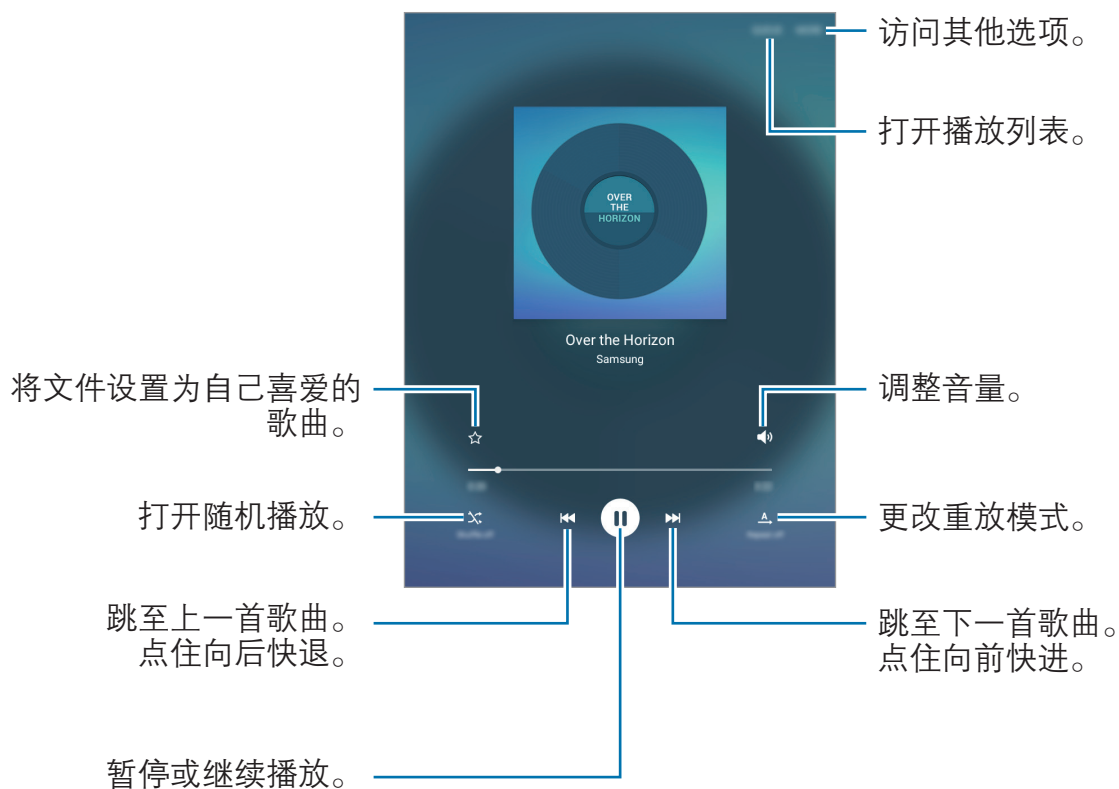 访问其他选项。
打开播放列表。
OVER
THE
HORIZON
Over the Horizon
Samsung
将文件设置为自己喜爱的
歌曲。
调整音量。
打开随机播放。
A
更改重放模式。
跳至上一首歌曲。
点住向后快退。
跳至下一首歌曲。
点住向前快进。
暂停或继续播放。